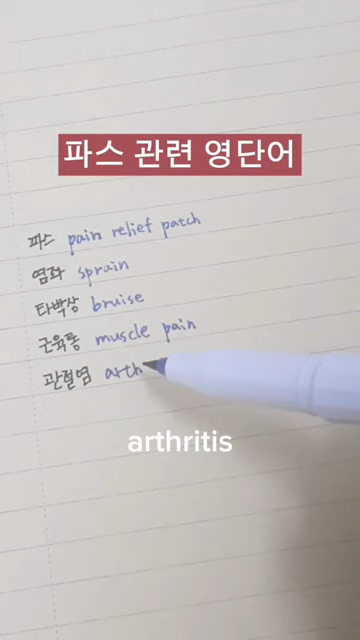 파스 관련 영단어
파스 pain relief patch
염좌 sprain
타박상 bruise
근육통 muscle pain
관절염 arth
arthritis